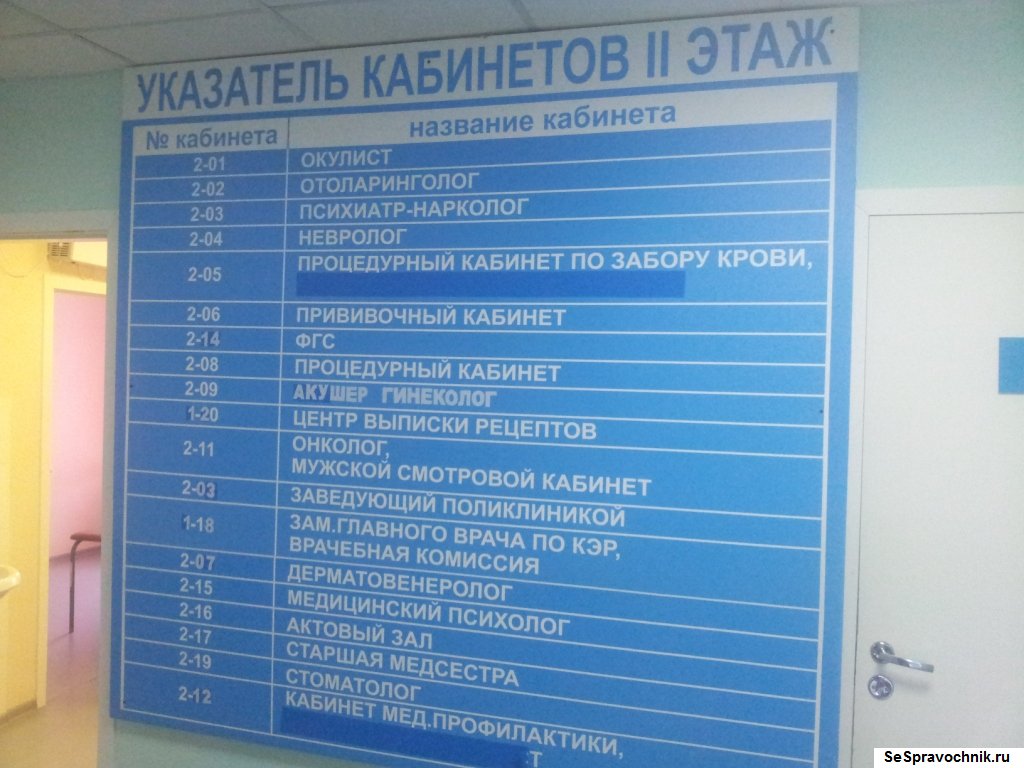 УКАЗАТЕЛЬ КАБИНЕТОВ II ЭТАЖ
№ кабинета название кабинета
2-01 ОКУЛИСТ
2-02 ОТОЛАРИНГОЛОГ
2-03 ПСИХИАТР-НАРКОЛОГ
2-04 НЕВРОЛОГ
2-05 ПРОЦЕДУРНЫЙ КАБИНЕТ ПО ЗАБОРУ КРОВИ,
2-06 ПРИВИВОЧНЫЙ КАБИНЕТ
2-14 ФГС
2-08 ПРОЦЕДУРНЫЙ КАБИНЕТ
2-09 АКУШЕР ГИНЕКОЛОГ
1-20 ЦЕНТР ВЫПИСКИ РЕЦЕПТОВ
2-11 ОНКОЛОГ,
МУЖСКОЙ СМОТРОВОЙ КАБИНЕТ
2-03 ЗАВЕДУЮЩИЙ ПОЛИКЛИНИКОЙ
1-18 ЗАМ.ГЛАВНОГО ВРАЧА ПО КЭР,
ВРАЧЕБНАЯ КОМИССИЯ
2-07 ДЕРМАТОВЕНЕРОЛОГ
2-15 МЕДИЦИНСКИЙ ПСИХОЛОГ
2-16 АКТОВЫЙ ЗАЛ
2-17 СТАРШАЯ МЕДСЕСТРА
2-19 СТОМАТОЛОГ
2-12 КАБИНЕТ МЕД.ПРОФИЛАКТИКИ,
SeSpravochnik.ru